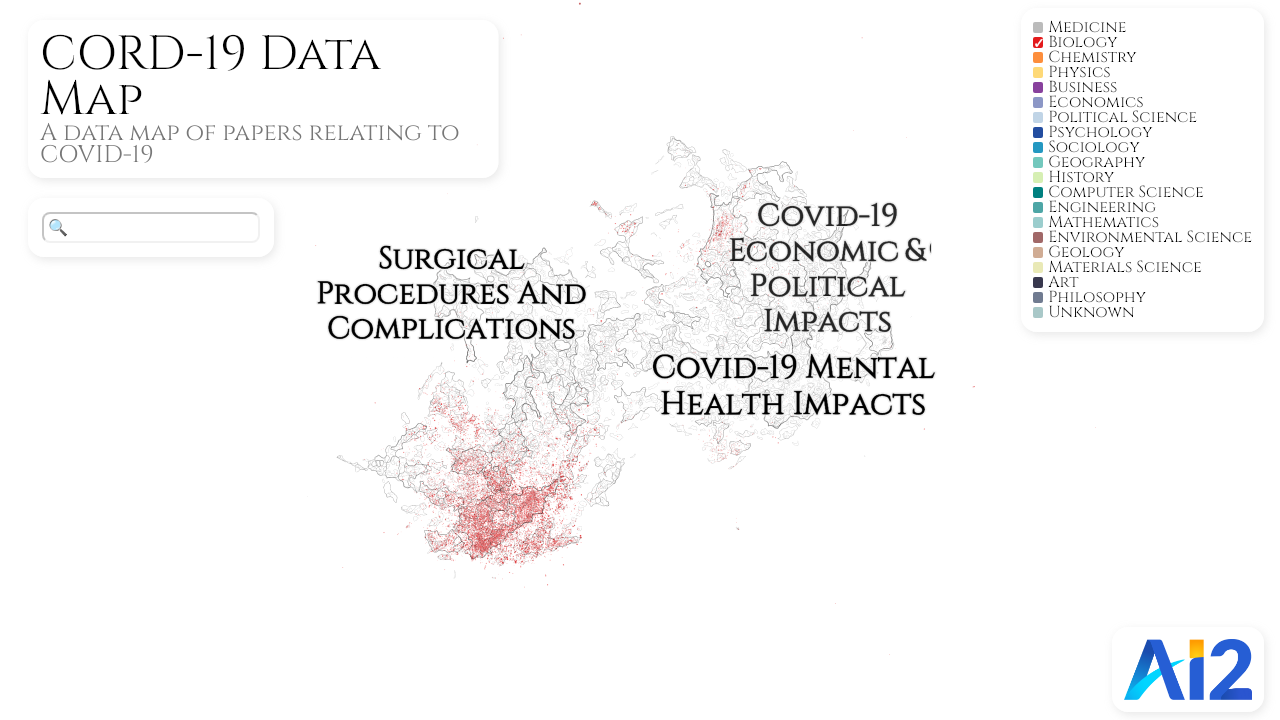 CORD-19 Data
Map
A data map of papers relating to
COVID-19
Surgical
Procedures And
Complications
Covid-19
Economic &
Political
Impacts
Covid-19 Mental
Health Impacts
Medicine
Biology
Chemistry
Physics
Business
Economics
Political Science
Psychology
Sociology
Geography
History
Computer Science
Engineering
Mathematics
Environmental Science
Geology
Materials Science
Art
Philosophy
Unknown
Ai2